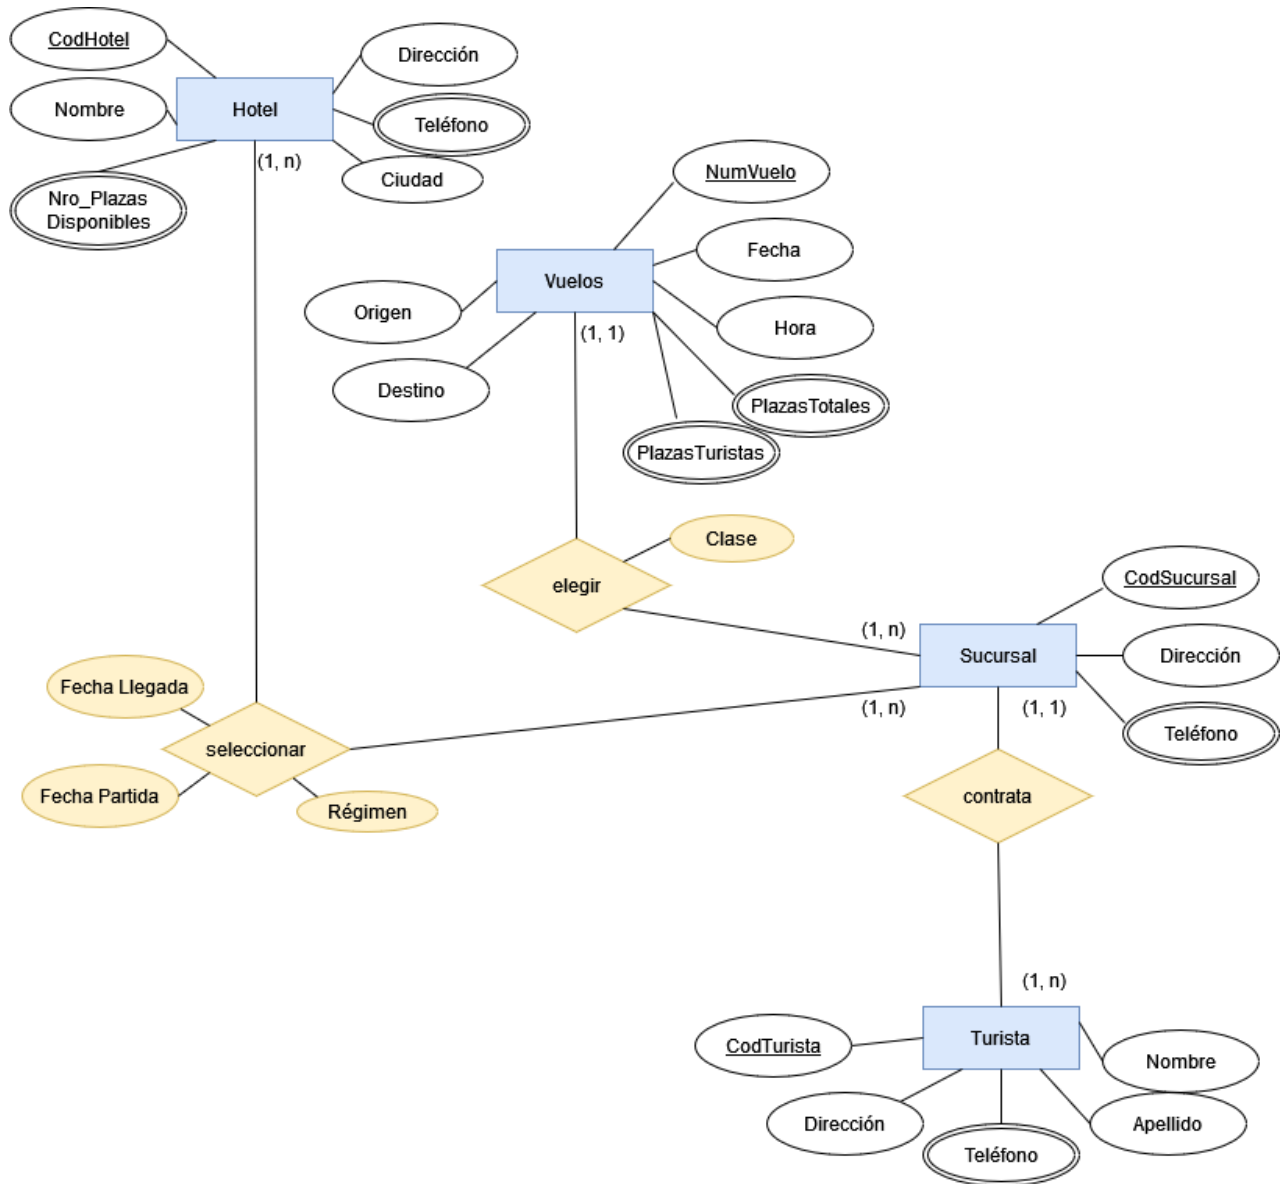 CodHotel
Dirección
Nombre
Hotel
Teléfono
(1, n)
Ciudad
Nro_Plazas
Disponibles
NumVuelo
Fecha
Vuelos
Origen
Hora
(1, 1)
Destino
PlazasTotales
PlazasTuristas
Clase
elegir
CodSucursal
(1, n)
Sucursal
Dirección
Fecha Llegada
(1, n)
(1, 1)
Teléfono
seleccionar
Fecha Partida
Régimen
contrata
(1, n)
CodTurista
Turista
Nombre
Dirección
Apellido
Teléfono